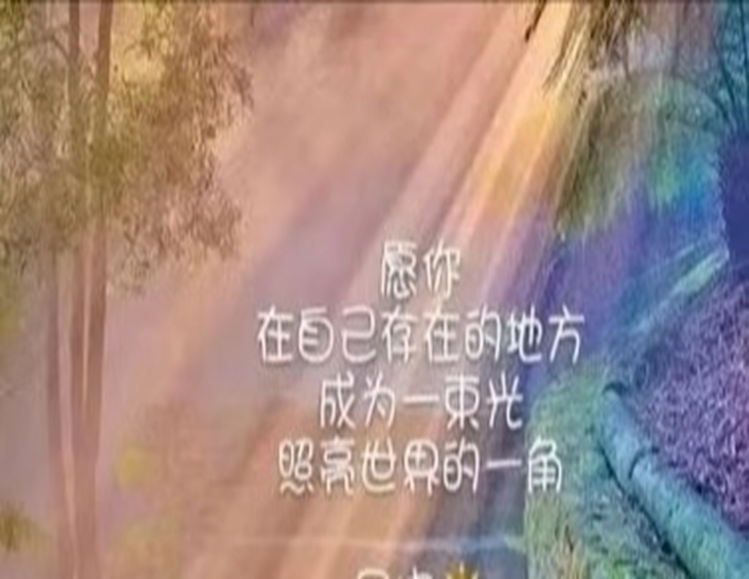 愿你
在自己存在的地方
成为一束光
照亮世界的一角